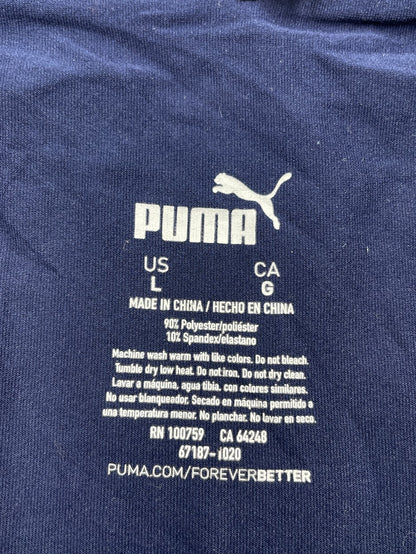 PUMA
US CA
L G
MADE IN CHINA / HECHO EN CHINA
90% Polyester/poliéster
10% Spandex/elastano
Machine wash warm with like colors. Do not bleach.
Tumble dry low heat. Do not iron. Do not dry clean.
Lavar a máquina, agua tibia, con colores similares.
No usar blanqueador. Secado en máquina permitido a
una temperatura menor. No planchar. No lavar en seco.
RN 100759 CA 64248
67187-1020
PUMA.COM/FOREVERBETTER